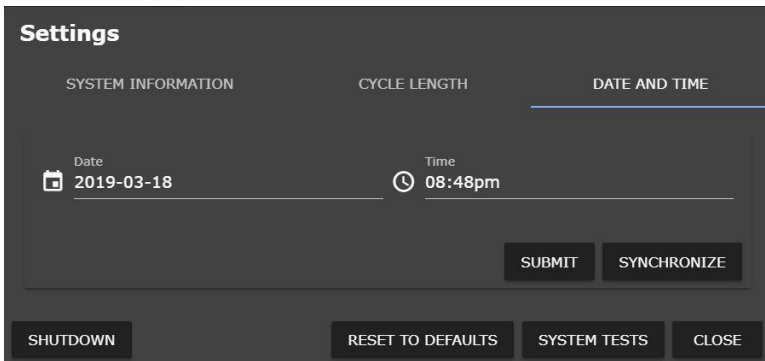 Settings
SYSTEM INFORMATION CYCLE LENGTH DATE AND TIME
Date Time
2019-03-18 08:48pm
SUBMIT SYNCHRONIZE
SHUTDOWN RESET TO DEFAULTS SYSTEM TESTS CLOSE